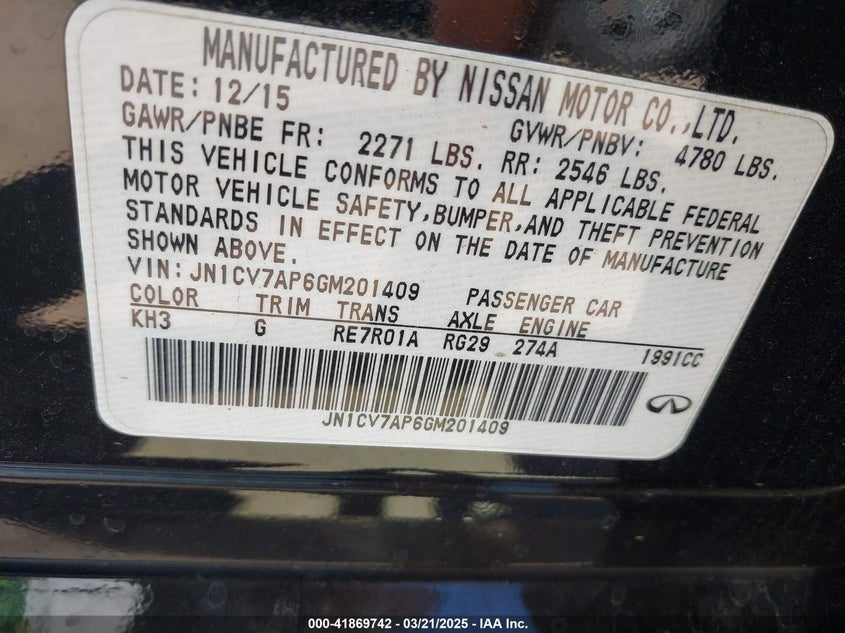 MANUFACTURED BY NISSAN MOTOR CO.,LTD.
DATE: 12/15 GVWR/PNBV: 4780 LBS.
GAWR/PNBE FR: 2271 LBS. RR: 2546 LBS.
THIS VEHICLE CONFORMS TO ALL APPLICABLE FEDERAL
MOTOR VEHICLE SAFETY,BUMPER,AND THEFT PREVENTION
STANDARDS IN EFFECT ON THE DATE OF MANUFACTURE
SHOWN ABOVE.
VIN:JN1CV7AP6GM201409 PASSENGER CAR
COLOR TRIM TRANS AXLE ENGINE
KH3 G RE7R01A RG29 274A 1991CC
JN1CV7AP6GM201409
000-41869742 - 03/21/2025 - IAA Inc.